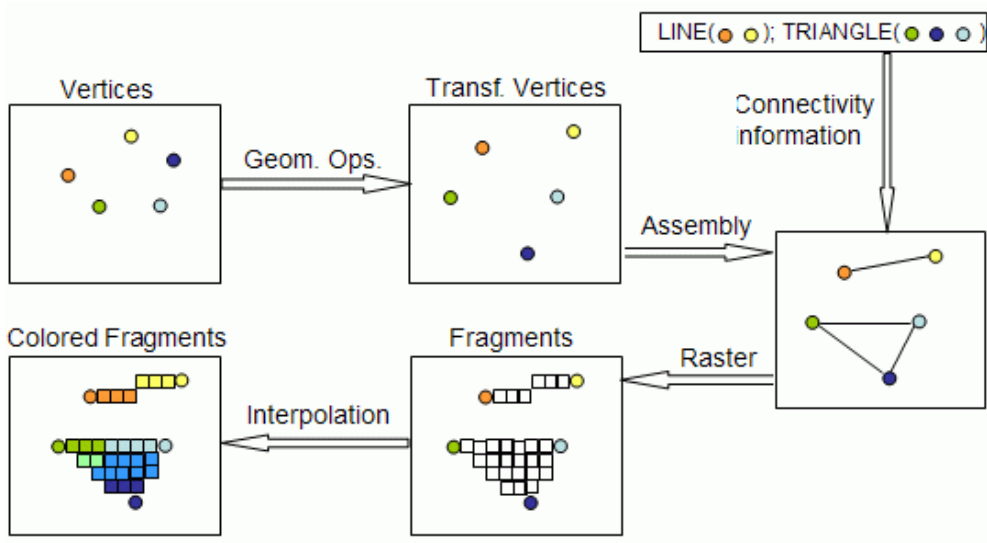 LINE( ); TRIANGLE( )
Vertices
Transf. Vertices
Connectivity
information
Geom. Ops.
Assembly
Colored Fragments
Fragments
Raster
Interpolation